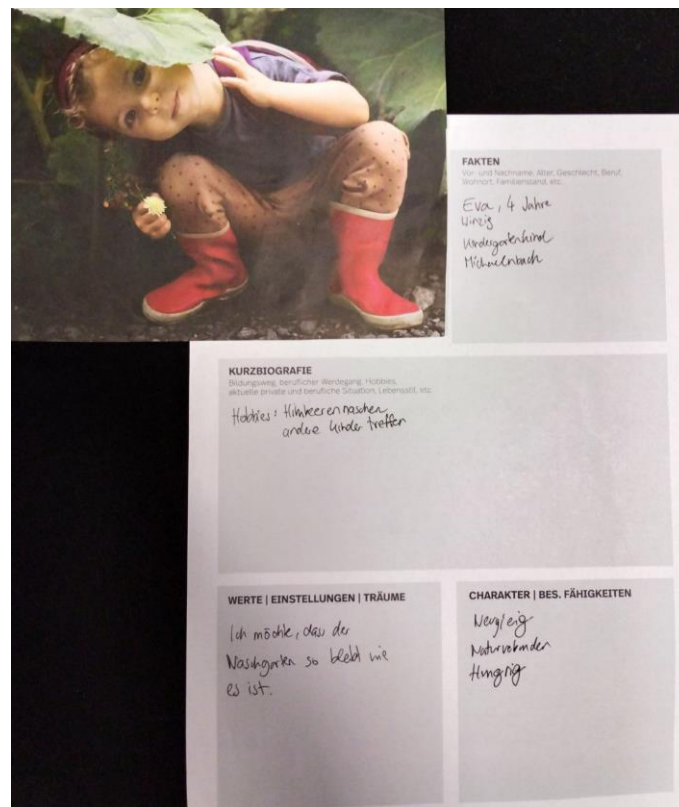 FAKTEN
Vor- und Nachname, Alter, Geschlecht, Beruf,
Wohnort, Familienstand, etc.
Eva, 4 Jahre
Winzig
Kindergartenkind
Michaelnbach
KURZBIOGRAFIE
Bildungsweg, beruflicher Werdegang, Hobbies,
aktuelle private und berufliche Situation, Lebensstil, etc.
Hobbies: Himbeeren naschen
andere Kinder treffen
WERTE | EINSTELLUNGEN | TRÄUME
Ich möchte, dass der
Naschgarten so bleibt wie
es ist.
CHARAKTER | BES. FÄHIGKEITEN
Neugierig
Naturverbunden
Hungrig